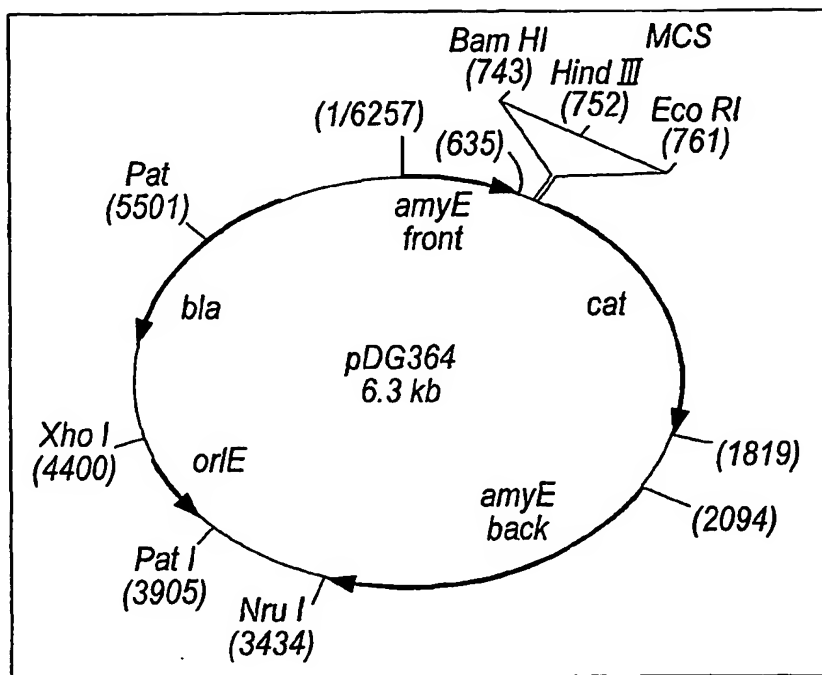 Bam HI
(743)
MCS
Hind III
(752)
Eco RI
(761)
(1/6257)
(635)
Pat
(5501)
amyE
front
bla
cat
pDG364
6.3 kb
Xho I
(4400)
orlE
(1819)
amyE
back
(2094)
Pat I
(3905)
Nru I
(3434)